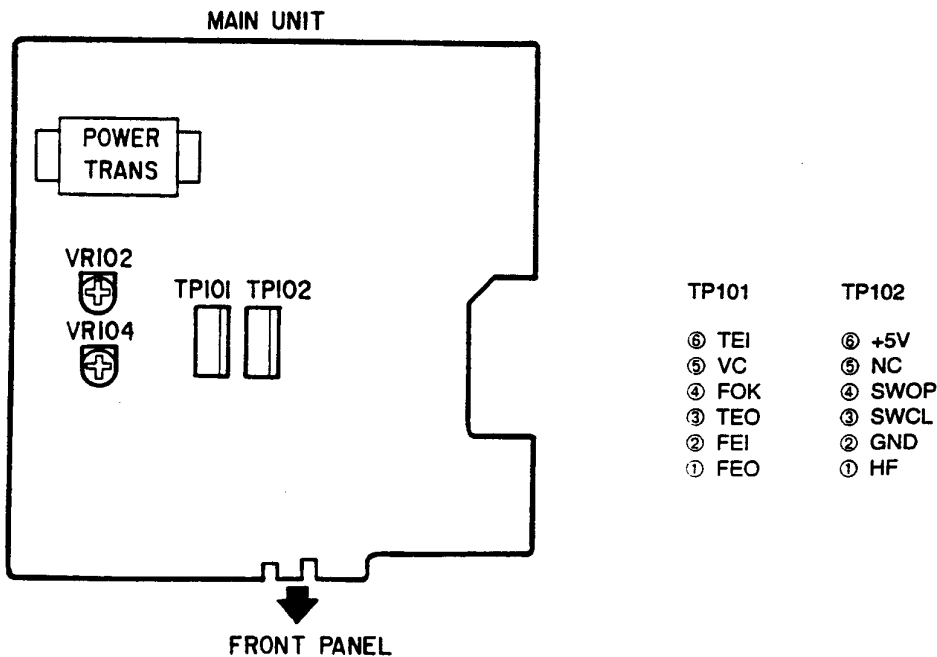 MAIN UNIT
POWER
TRANS
VR102
VR104
TP101 TP102
FRONT PANEL
TP101 TP102
⑥ TEI ⑥ +5V
⑤ VC ⑤ NC
④ FOK ④ SWOP
③ TEO ③ SWCL
② FEI ② GND
① FEO ① HF